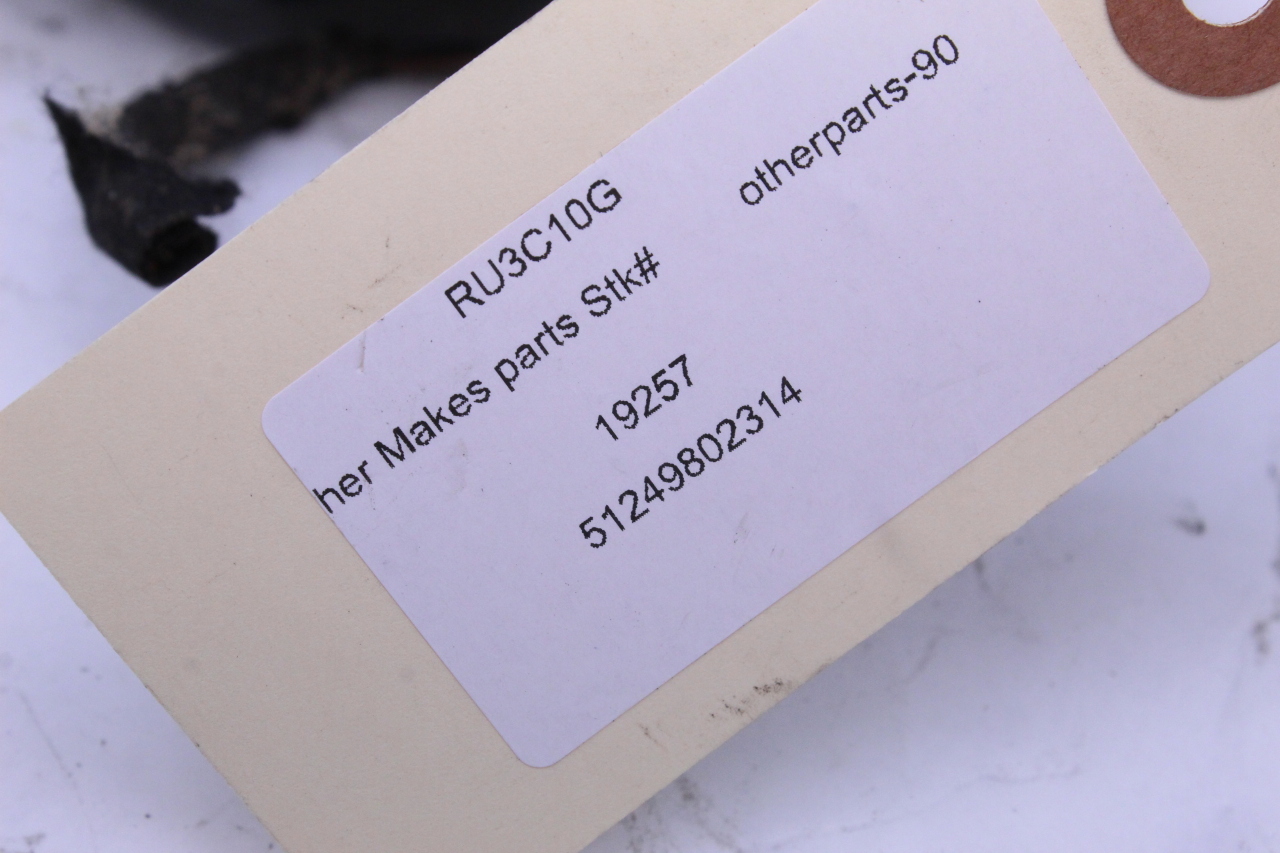 RU3C10G otherparts-90
her Makes parts Stk#
19257
51249802314